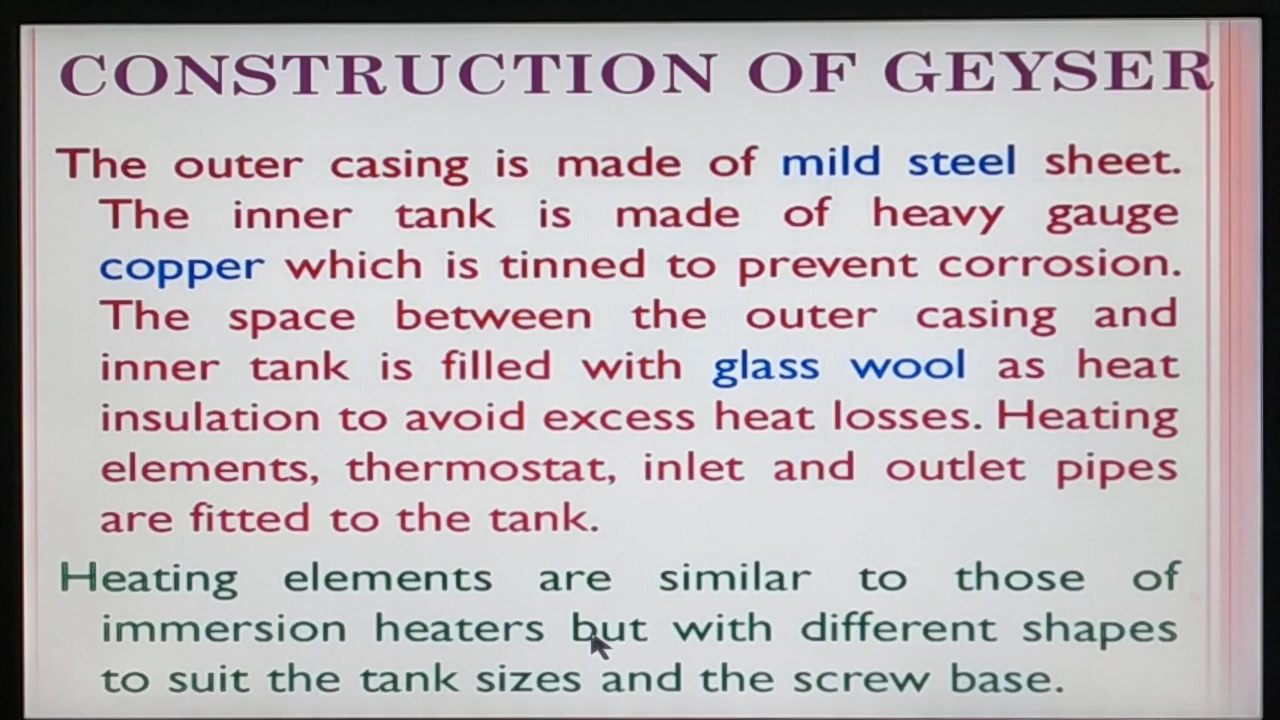 CONSTRUCTION OF GEYSER
The outer casing is made of mild steel sheet.
The inner tank is made of heavy gauge
copper which is tinned to prevent corrosion.
The space between the outer casing and
inner tank is filled with glass wool as heat
insulation to avoid excess heat losses. Heating
elements, thermostat, inlet and outlet pipes
are fitted to the tank.
Heating elements are similar to those of
immersion heaters but with different shapes
to suit the tank sizes and the screw base.